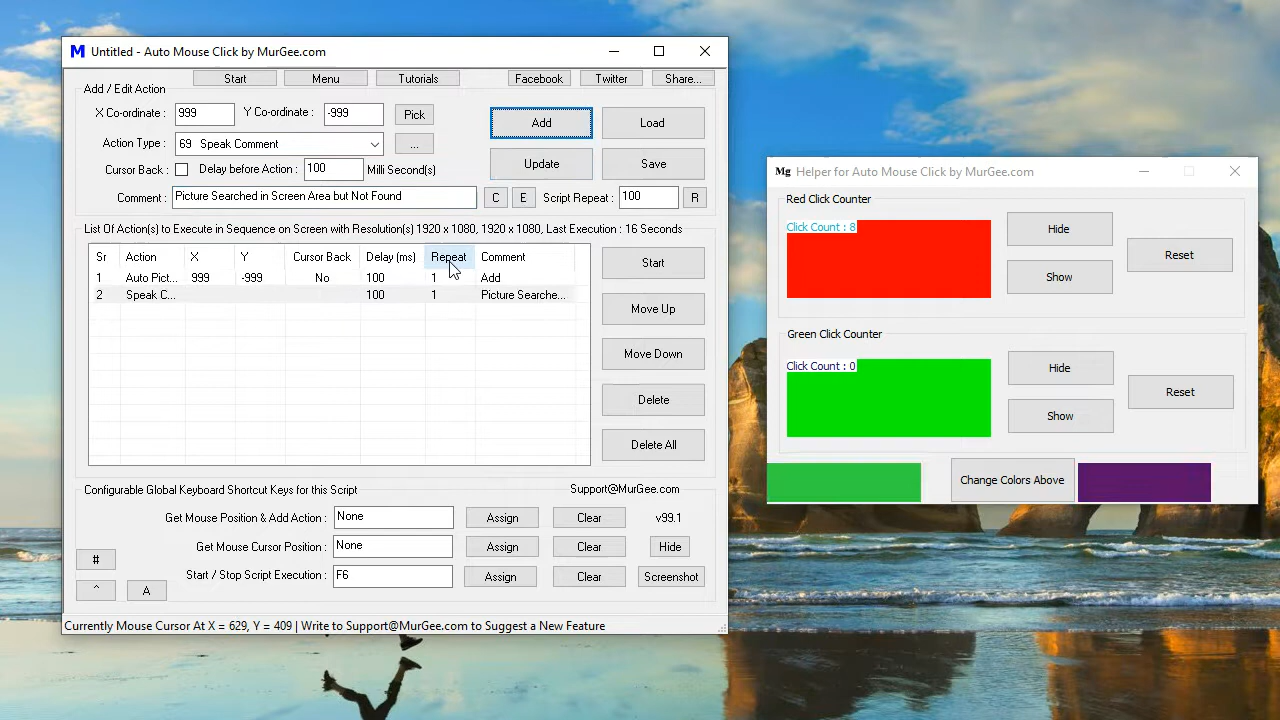 M Untitled - Auto Mouse Click by MurGee.com
Start Menu Tutorials Facebook Twitter Share...
Add / Edit Action
X Co-ordinate : 999 Y Co-ordinate : -999 Pick
Add Load
Action Type : 69 Speak Comment ...
Cursor Back : Delay before Action : 100 Milli Second(s)
Update Save
Comment : Picture Searched in Screen Area but Not Found C E Script Repeat : 100 R
to Execute in Sequence on Screen with Resolution(s) 1920 x 1080, 1920 x 1080, Last Execution : 16 Seconds
Sr Action X Y Cursor Back Delay (ms) Repeat Comment
1 Auto Pict... 999 -999 No 100 1 Add
2 Speak C... 100 1 Picture Searche...
Start
Move Up
Move Down
Delete
Delete All
Configurable Global Keyboard Shortcut Keys for this Script Support@MurGee.com
Get Mouse Position & Add Action : None Assign Clear v99.1
Get Mouse Cursor Position : None Assign Clear Hide
#
Start / Stop Script Execution : F6 Assign Clear Screenshot
^ A
Currently Mouse Cursor At X = 629, Y = 409 | Write to Support@MurGee.com to Suggest a New Feature
Mg Helper for Auto Mouse Click by MurGee.com
Red Click Counter
Click Count : 8
Hide
Show
Reset
Green Click Counter
Click Count : 0
Hide
Show
Reset
Change Colors Above